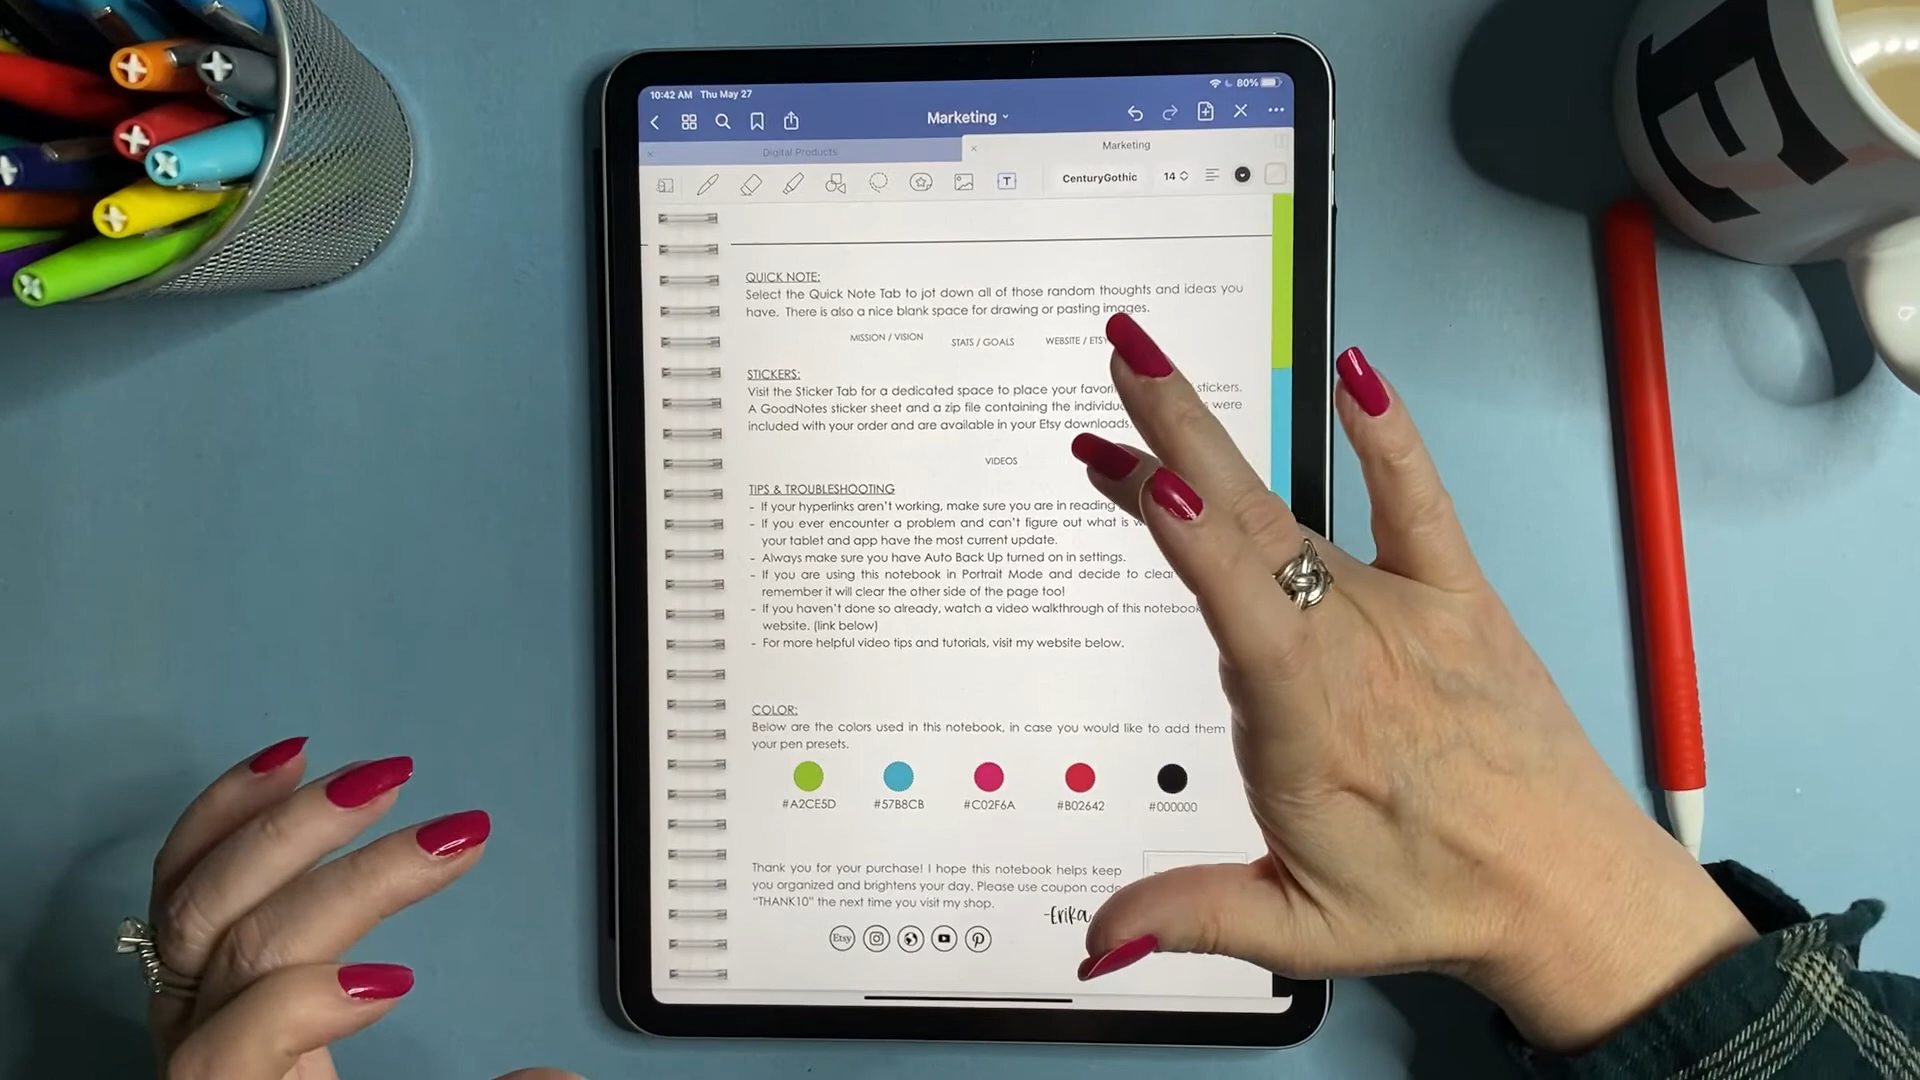 10:42 AM Thu May 27
80%
Marketing
Digital Products
Marketing
T
CenturyGothic 14
QUICK NOTE:
Select the Quick Note Tab to jot down all of those random thoughts and ideas you
have. There is also a nice blank space for drawing or pasting images.
MISSION / VISION STATS / GOALS WEBSITE / ETSY
STICKERS:
Visit the Sticker Tab for a dedicated space to place your stickers.
A GoodNotes sticker sheet and a zip file containing the were
included with your order and are available in your Etsy downloads.
VIDEOS
TIPS & TROUBLESHOOTING
- If your hyperlinks aren't working, make sure you are in reading
- If you ever encounter a problem and can't figure out what is
your tablet and app have the most current update.
- Always make sure you have Auto Back Up turned on in settings.
- If you are using this notebook in Portrait Mode and decide to clear
remember it will clear the other side of the page too!
- If you haven't done so already, watch a video walkthrough of this notebook
website. (link below)
- For more helpful video tips and tutorials, visit my website below.
COLOR:
Below are the colors used in this notebook, in case you would like to add them
your pen presets.
#A2CE5D #57B8CB #C02F6A #B02642 #000000
Thank you for your purchase! I hope this notebook helps keep
you organized and brightens your day. Please use coupon code
"THANK10" the next time you visit my shop.
-Erika
Etsy
E